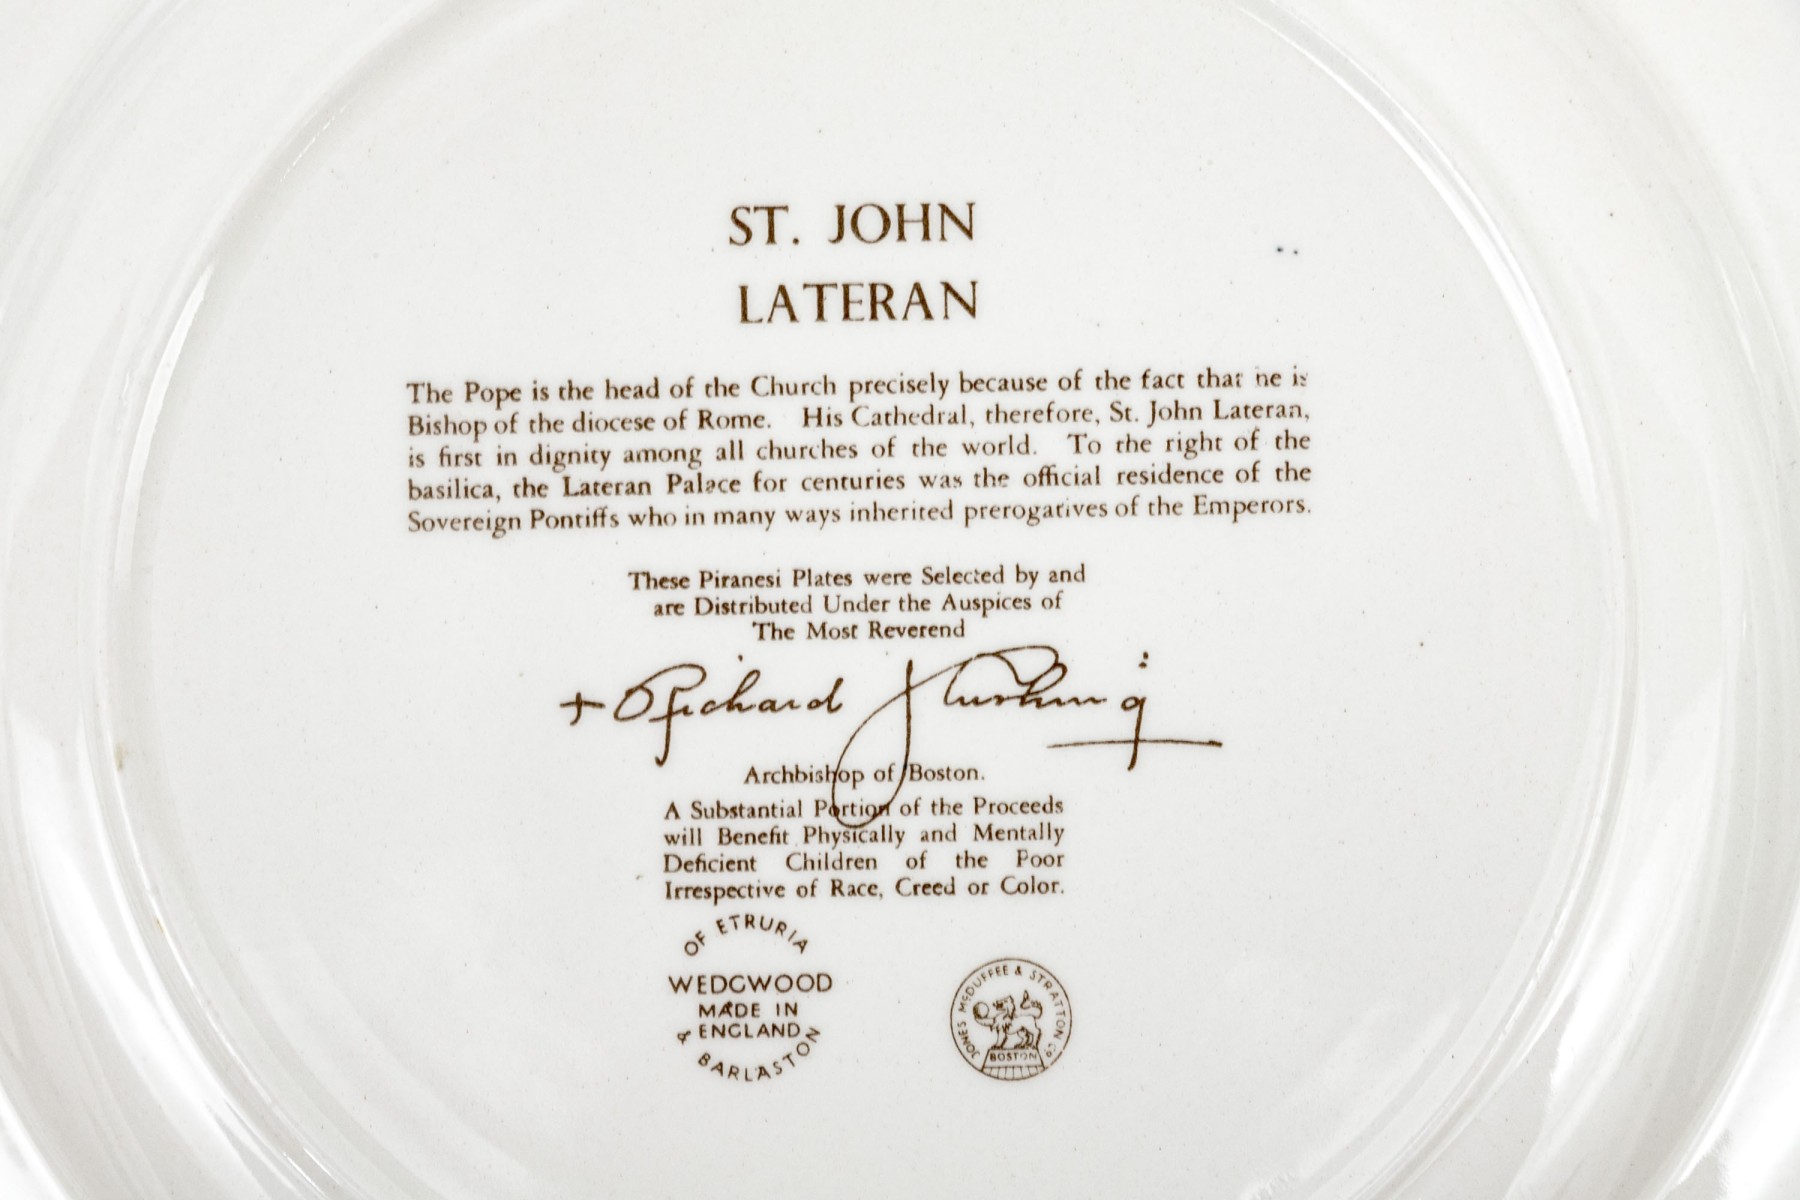 ST. JOHN
LATERAN
The Pope is the head of the Church precisely because of the fact that he is
Bishop of the diocese of Rome. His Cathedral, therefore, St. John Lateran,
is first in dignity among all churches of the world. To the right of the
basilica, the Lateran Palace for centuries was the official residence of the
Sovereign Pontiffs who in many ways inherited prerogatives of the Emperors.
These Piranesi Plates were Selected by and
are Distributed Under the Auspices of
The Most Reverend
+ Richard J Cushing
Archbishop of Boston.
A Substantial Portion of the Proceeds
will Benefit Physically and Mentally
Deficient Children of the Poor
Irrespective of Race, Creed or Color.
OF ETRURIA
WEDGWOOD
MADE IN
ENGLAND
& BARLASTON
JONES McDUFFEE & STRATTON Co
BOSTON